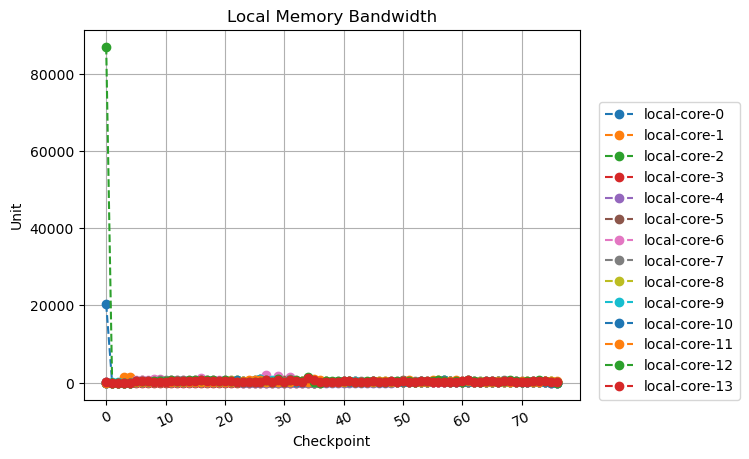 Local Memory Bandwidth
Unit
80000
60000
40000
20000
0
0 10 20 30 40 50 60 70
Checkpoint
local-core-0
local-core-1
local-core-2
local-core-3
local-core-4
local-core-5
local-core-6
local-core-7
local-core-8
local-core-9
local-core-10
local-core-11
local-core-12
local-core-13